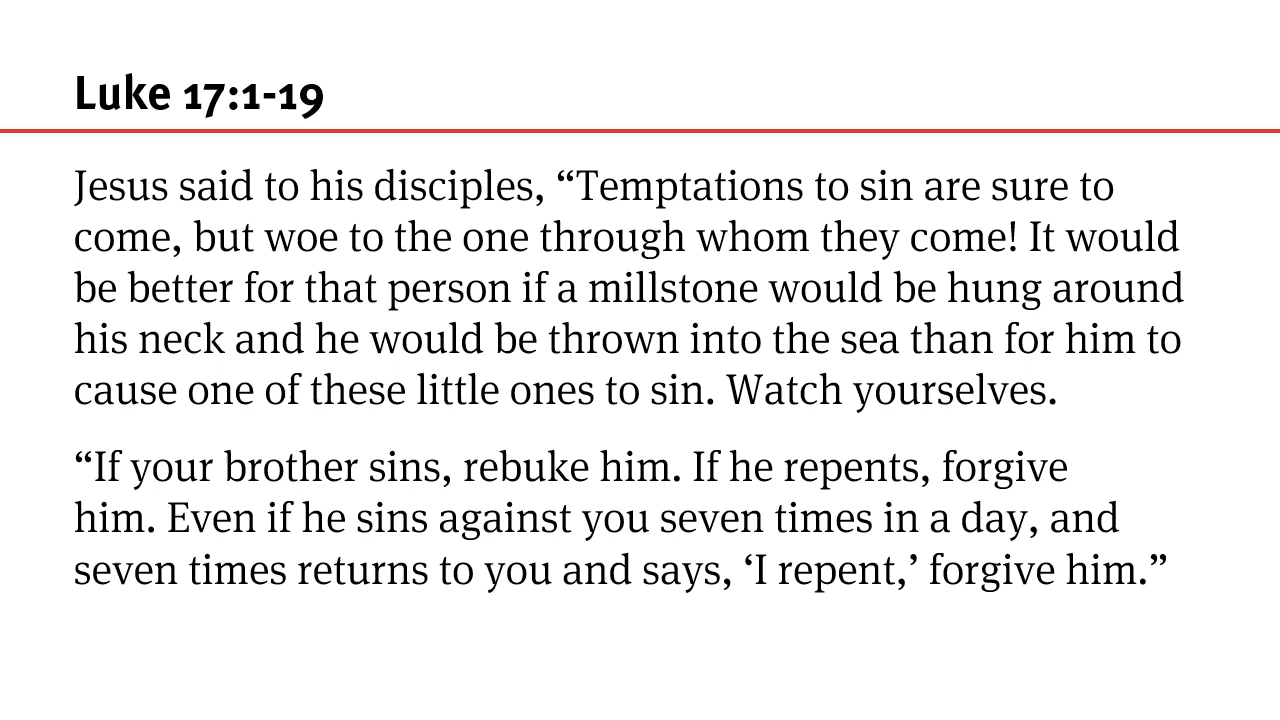 Luke 17:1-19
Jesus said to his disciples, “Temptations to sin are sure to
come, but woe to the one through whom they come! It would
be better for that person if a millstone would be hung around
his neck and he would be thrown into the sea than for him to
cause one of these little ones to sin. Watch yourselves.
“If your brother sins, rebuke him. If he repents, forgive
him. Even if he sins against you seven times in a day, and
seven times returns to you and says, ‘I repent,’ forgive him.”